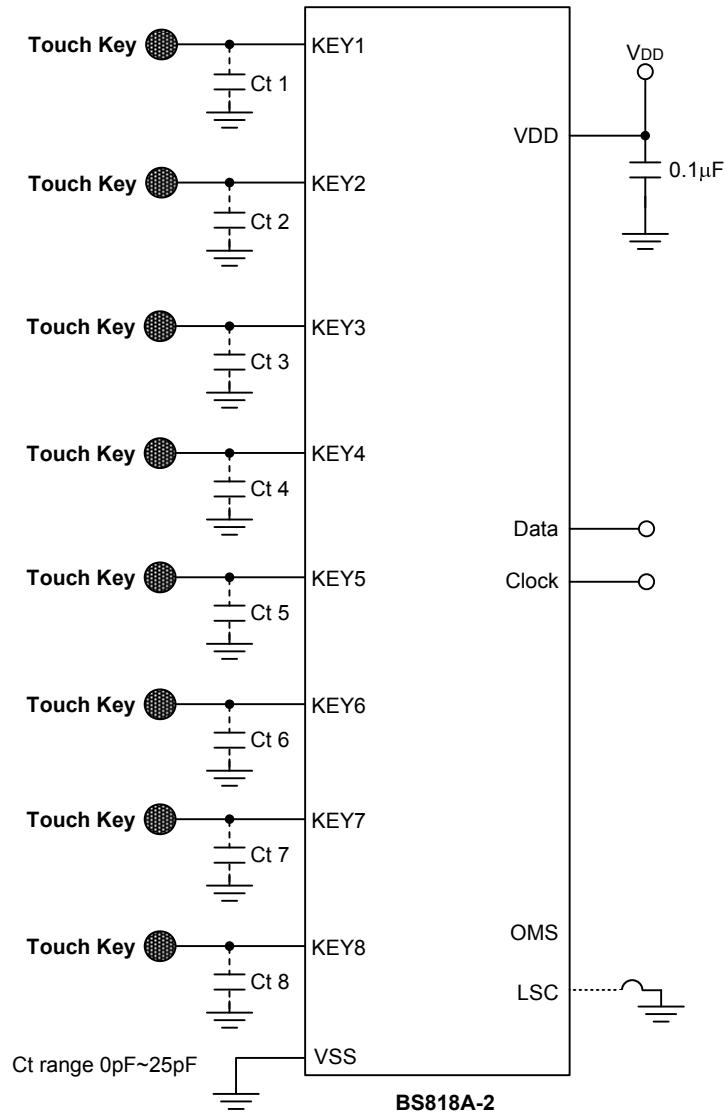 Touch Key
KEY1
Ct 1
VDD
VDD
0.1μF
Touch Key
KEY2
Ct 2
Touch Key
KEY3
Ct 3
Touch Key
KEY4
Ct 4
Data
Touch Key
KEY5
Clock
Ct 5
Touch Key
KEY6
Ct 6
Touch Key
KEY7
Ct 7
Touch Key
KEY8
OMS
Ct 8
LSC
Ct range 0pF~25pF
VSS
BS818A-2